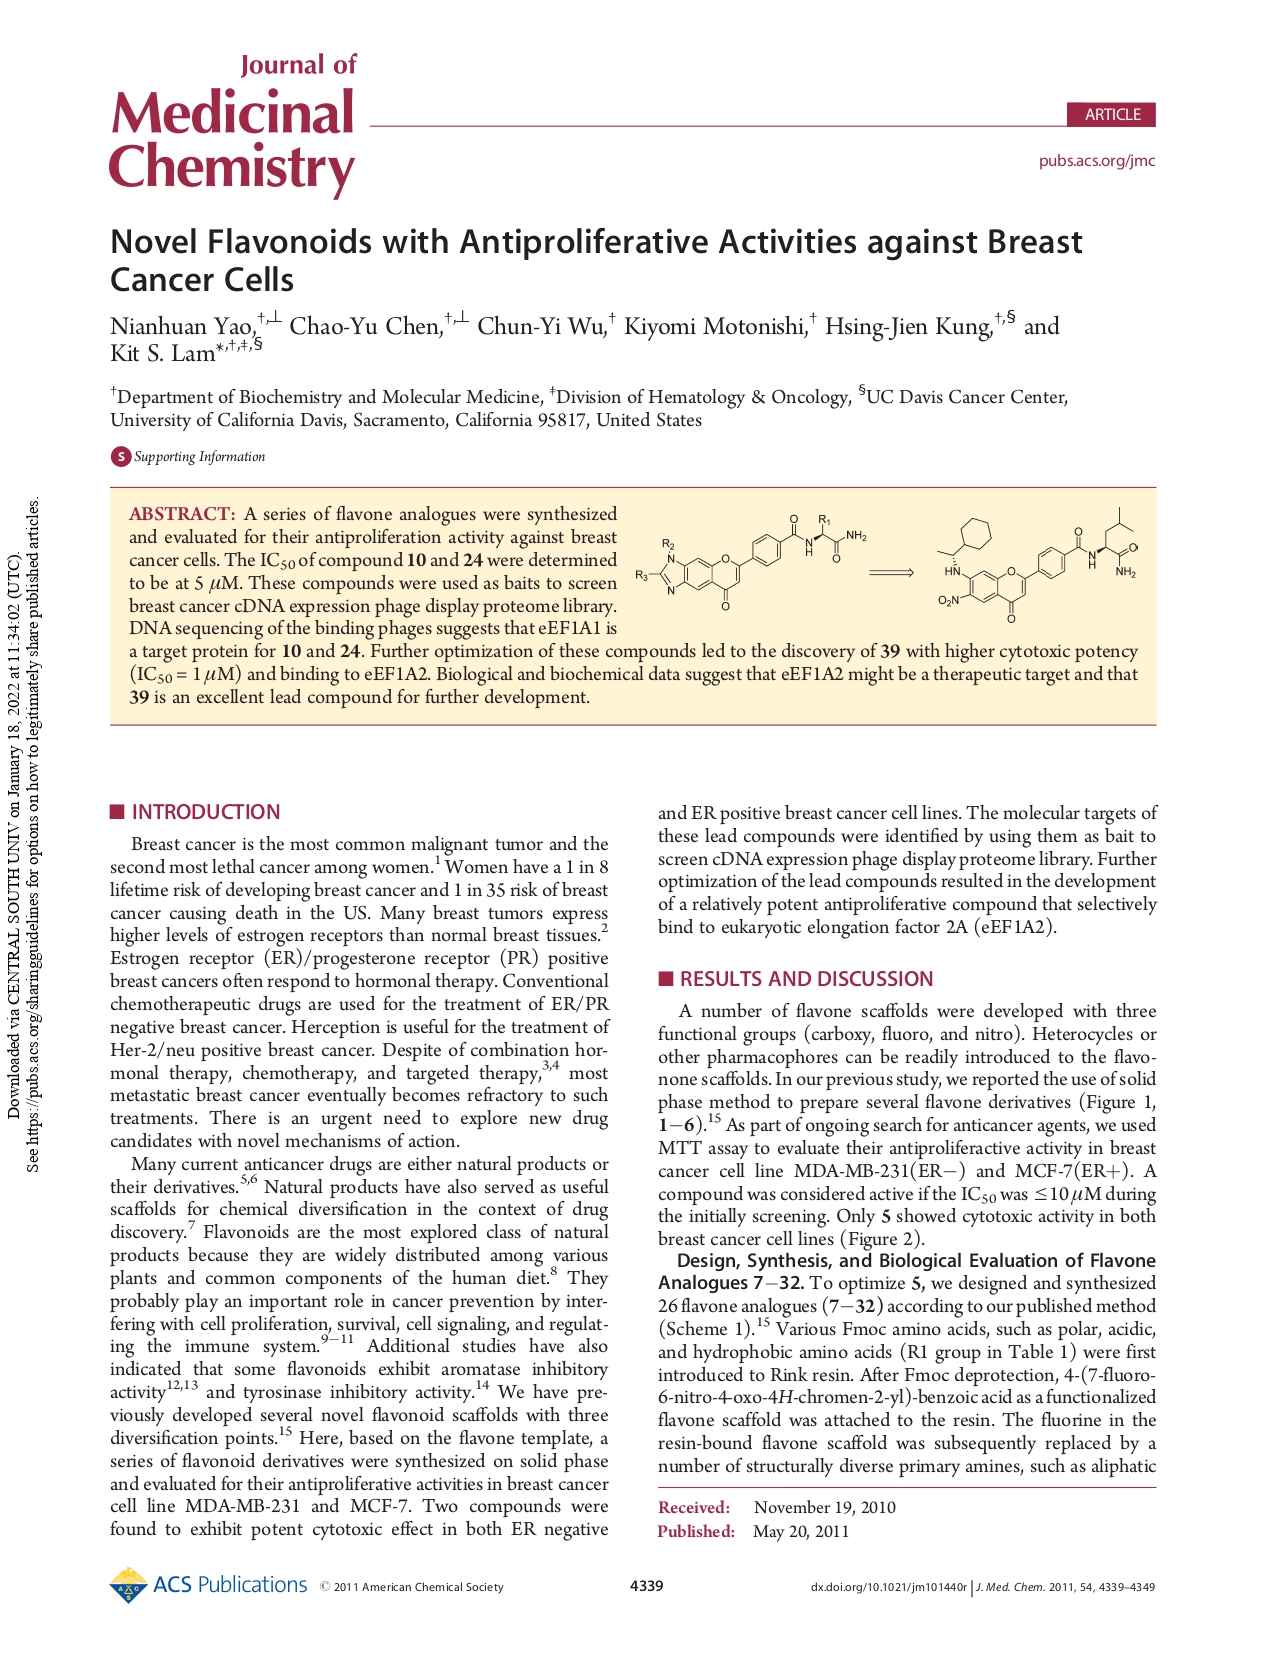 Journal of
Medicinal
Chemistry
ARTICLE
pubs.acs.org/jmc
Novel Flavonoids with Antiproliferative Activities against Breast
Cancer Cells
Nianhuan Yao,†,⊥ Chao-Yu Chen,†,⊥ Chun-Yi Wu,† Kiyomi Motonishi,† Hsing-Jien Kung,†,§ and
Kit S. Lam*,†,‡,§
†Department of Biochemistry and Molecular Medicine, ‡Division of Hematology & Oncology, §UC Davis Cancer Center,
University of California Davis, Sacramento, California 95817, United States
S Supporting Information
ABSTRACT: A series of flavone analogues were synthesized
and evaluated for their antiproliferation activity against breast
cancer cells. The IC50 of compound 10 and 24 were determined
to be at 5 μM. These compounds were used as baits to screen
breast cancer cDNA expression phage display proteome library.
DNA sequencing of the binding phages suggests that eEF1A1 is
a target protein for 10 and 24. Further optimization of these compounds led to the discovery of 39 with higher cytotoxic potency
(IC50 = 1 μM) and binding to eEF1A2. Biological and biochemical data suggest that eEF1A2 might be a therapeutic target and that
39 is an excellent lead compound for further development.
R2
R3
N
N
O
O
O
N
H
R1
O
NH2
HN
O2N
O
O
O
N
H
O
NH2
INTRODUCTION
Breast cancer is the most common malignant tumor and the
second most lethal cancer among women.1 Women have a 1 in 8
lifetime risk of developing breast cancer and 1 in 35 risk of breast
cancer causing death in the US. Many breast tumors express
higher levels of estrogen receptors than normal breast tissues.2
Estrogen receptor (ER)/progesterone receptor (PR) positive
breast cancers often respond to hormonal therapy. Conventional
chemotherapeutic drugs are used for the treatment of ER/PR
negative breast cancer. Herception is useful for the treatment of
Her-2/neu positive breast cancer. Despite of combination hor-
monal therapy, chemotherapy, and targeted therapy,3,4 most
metastatic breast cancer eventually becomes refractory to such
treatments. There is an urgent need to explore new drug
candidates with novel mechanisms of action.
Many current anticancer drugs are either natural products or
their derivatives.5,6 Natural products have also served as useful
scaffolds for chemical diversification in the context of drug
discovery.7 Flavonoids are the most explored class of natural
products because they are widely distributed among various
plants and common components of the human diet.8 They
probably play an important role in cancer prevention by inter-
fering with cell proliferation, survival, cell signaling, and regulat-
ing the immune system.9−11 Additional studies have also
indicated that some flavonoids exhibit aromatase inhibitory
activity12,13 and tyrosinase inhibitory activity.14 We have pre-
viously developed several novel flavonoid scaffolds with three
diversification points.15 Here, based on the flavone template, a
series of flavonoid derivatives were synthesized on solid phase
and evaluated for their antiproliferative activities in breast cancer
cell line MDA-MB-231 and MCF-7. Two compounds were
found to exhibit potent cytotoxic effect in both ER negative
and ER positive breast cancer cell lines. The molecular targets of
these lead compounds were identified by using them as bait to
screen cDNA expression phage display proteome library. Further
optimization of the lead compounds resulted in the development
of a relatively potent antiproliferative compound that selectively
bind to eukaryotic elongation factor 2A (eEF1A2).
RESULTS AND DISCUSSION
A number of flavone scaffolds were developed with three
functional groups (carboxy, fluoro, and nitro). Heterocycles or
other pharmacophores can be readily introduced to the flavo-
none scaffolds. In our previous study, we reported the use of solid
phase method to prepare several flavone derivatives (Figure 1,
1−6).15 As part of ongoing search for anticancer agents, we used
MTT assay to evaluate their antiproliferactive activity in breast
cancer cell line MDA-MB-231(ER−) and MCF-7(ER+). A
compound was considered active if the IC50 was ≤10 μM during
the initially screening. Only 5 showed cytotoxic activity in both
breast cancer cell lines (Figure 2).
Design, Synthesis, and Biological Evaluation of Flavone
Analogues 7−32. To optimize 5, we designed and synthesized
26 flavone analogues (7−32) according to our published method
(Scheme 1).15 Various Fmoc amino acids, such as polar, acidic,
and hydrophobic amino acids (R1 group in Table 1) were first
introduced to Rink resin. After Fmoc deprotection, 4-(7-fluoro-
6-nitro-4-oxo-4H-chromen-2-yl)-benzoic acid as a functionalized
flavone scaffold was attached to the resin. The fluorine in the
resin-bound flavone scaffold was subsequently replaced by a
number of structurally diverse primary amines, such as aliphatic
Received: November 19, 2010
Published: May 20, 2011
ACS Publications © 2011 American Chemical Society
4339
dx.doi.org/10.1021/jm101440r | J. Med. Chem. 2011, 54, 4339–4349
Downloaded via CENTRAL SOUTH UNIV on January 18, 2022 at 11:34:02 (UTC).
See https://pubs.acs.org/sharingguidelines for options on how to legitimately share published articles.